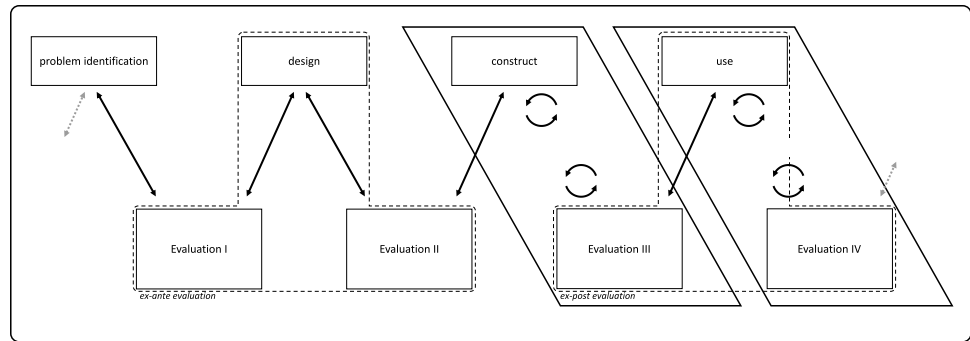 problem identification
design
construct
use
Evaluation I
Evaluation II
Evaluation III
Evaluation IV
ex-ante evaluation
ex-post evaluation